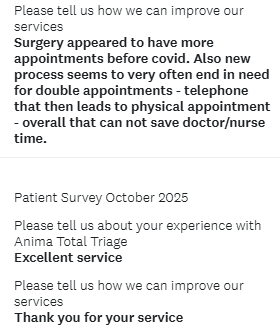 Please tell us how we can improve our
services
Surgery appeared to have more
appointments before covid. Also new
process seems to very often end in need
for double appointments - telephone
that then leads to physical appointment
- overall that can not save doctor/nurse
time.
Patient Survey October 2025
Please tell us about your experience with
Anima Total Triage
Excellent service
Please tell us how we can improve our
services
Thank you for your service